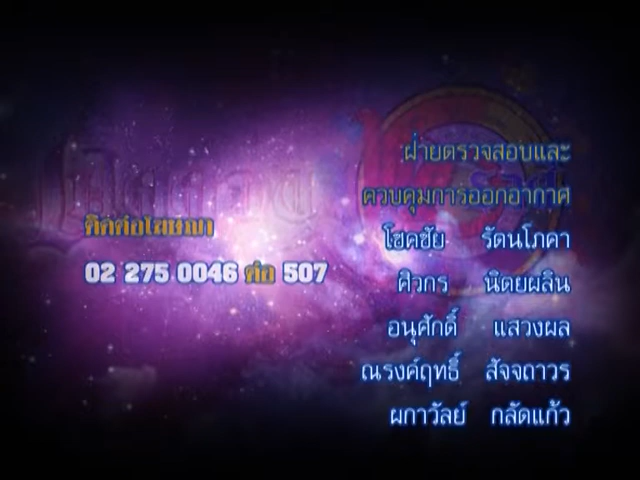 ติดต่อโฆษณา
02 275 0046 ต่อ 507
ฝ่ายตรวจสอบและ
ควบคุมการออกอากาศ
โชคชัย รัตนโภคา
ศิวกร นิตยผลิน
อนุศักดิ์ แสวงผล
ณรงค์ฤทธิ์ สัจจถาวร
ผกาวัลย์ กลัดแก้ว